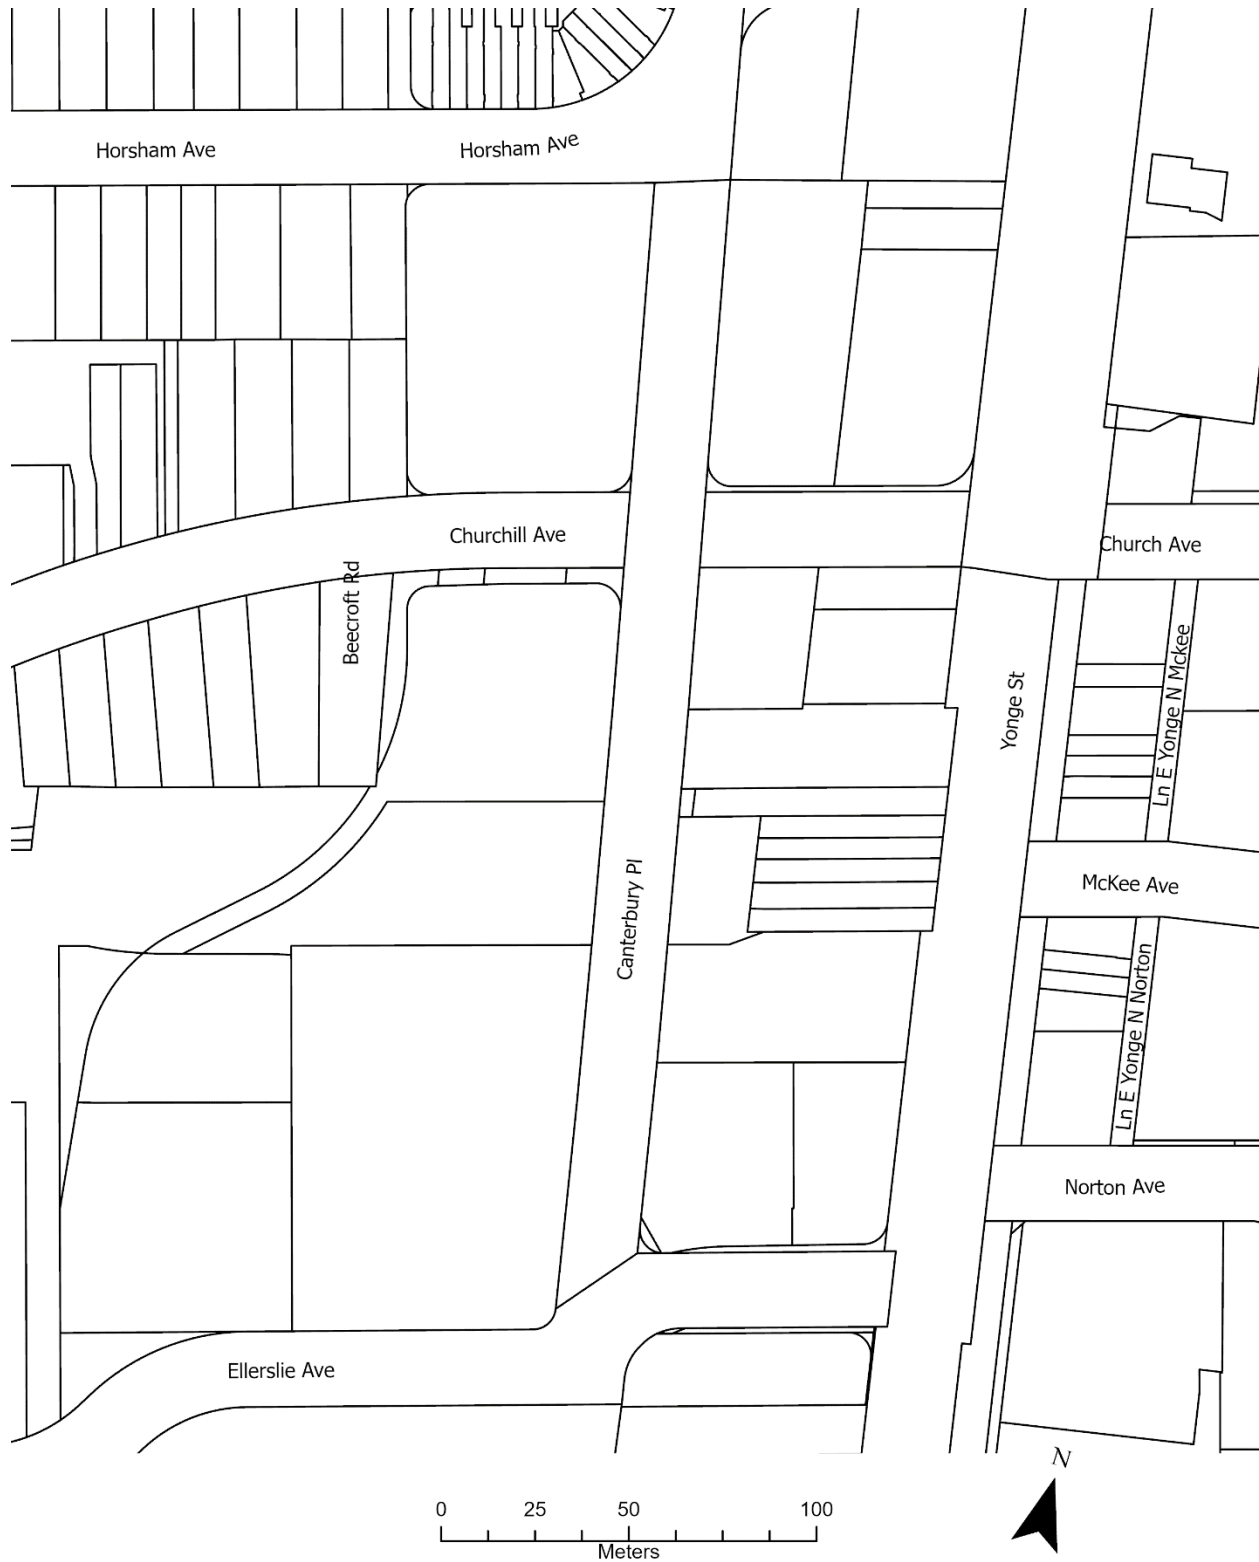 Horsham Ave
Horsham Ave
Churchill Ave
Church Ave
Beecroft Rd
Ln E Yonge N Mckee
Yonge St
McKee Ave
Canterbury Pl
Ln E Yonge N Norton
Norton Ave
Ellerslie Ave
N
0 25 50 100
Meters